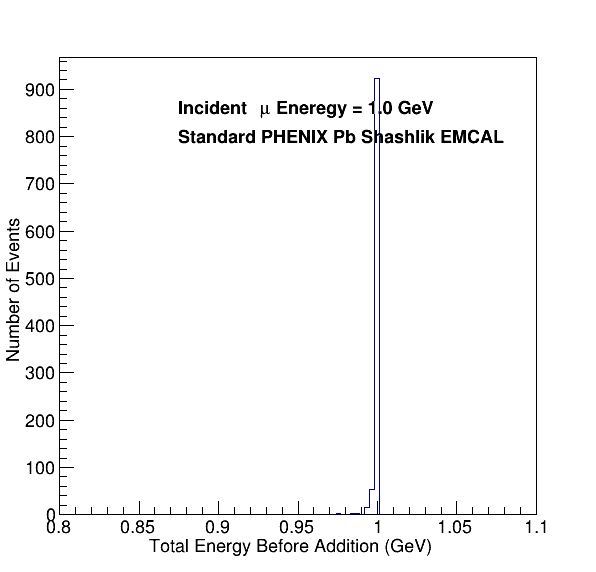 Incident μ Eneregy = 1.0 GeV
Standard PHENIX Pb Shashlik EMCAL
Number of Events
900
800
700
600
500
400
300
200
100
0
0.8 0.85 0.9 0.95 1 1.05 1.1
Total Energy Before Addition (GeV)